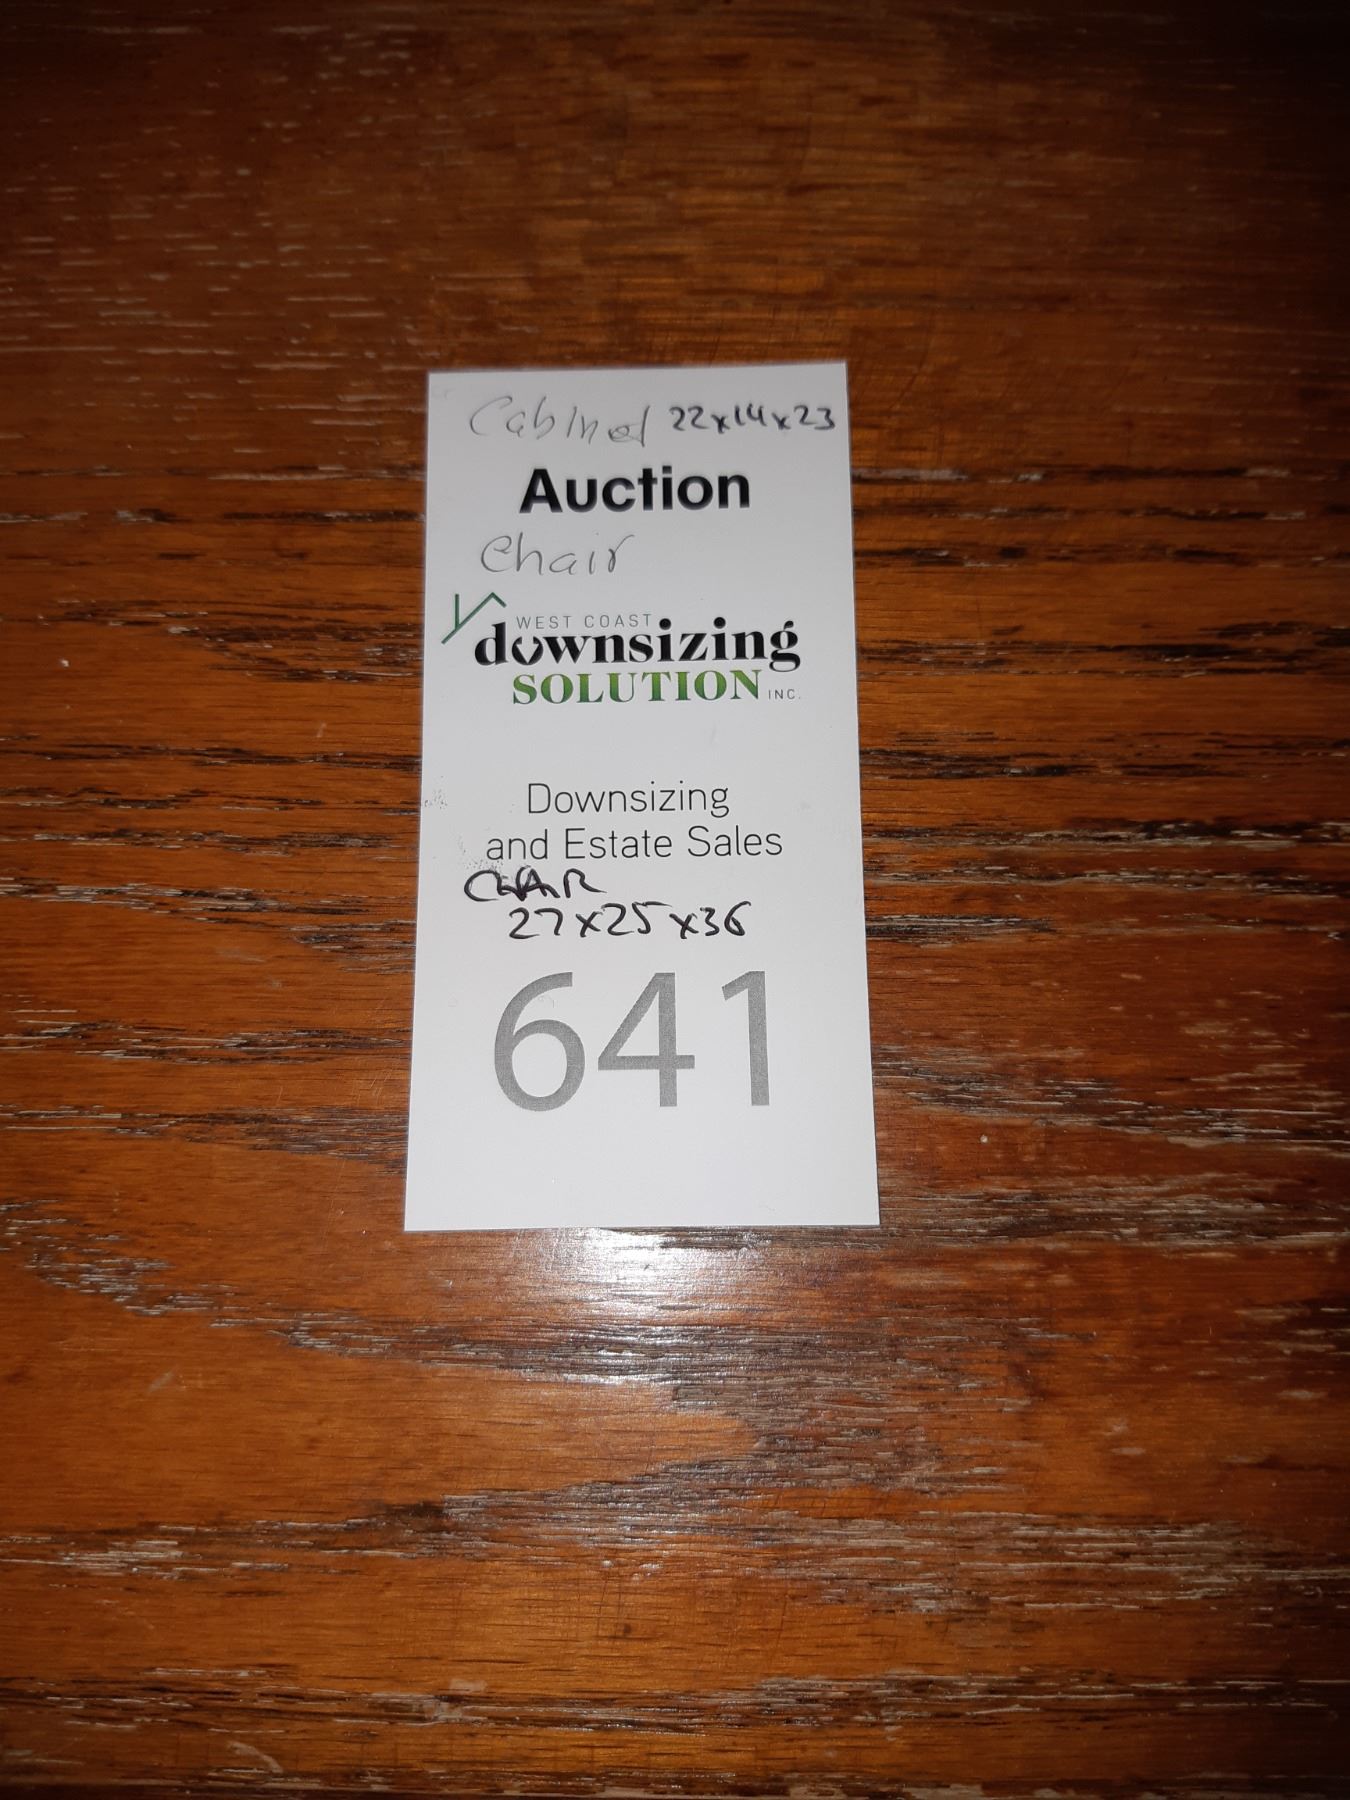 Cabinet 22x14x23
Auction
Chair
WEST COAST
downsizing
SOLUTION INC.
Downsizing
and Estate Sales
CHAIR
27x25x36
641